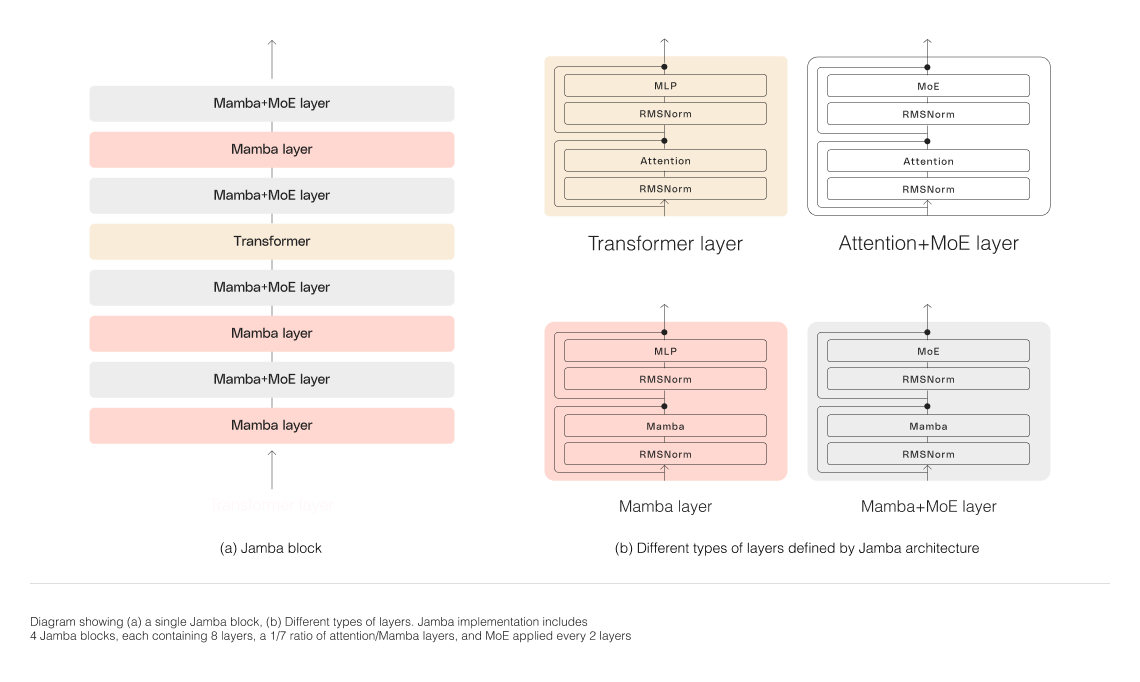 Mamba+MoE layer
Mamba layer
Mamba+MoE layer
Transformer
Mamba+MoE layer
Mamba layer
Mamba+MoE layer
Mamba layer
Transformer layer
(a) Jamba block
MLP
RMSNorm
Attention
RMSNorm
Transformer layer
MoE
RMSNorm
Attention
RMSNorm
Attention+MoE layer
MLP
RMSNorm
Mamba
RMSNorm
Mamba layer
MoE
RMSNorm
Mamba
RMSNorm
Mamba+MoE layer
(b) Different types of layers defined by Jamba architecture
Diagram showing (a) a single Jamba block, (b) Different types of layers. Jamba implementation includes
4 Jamba blocks, each containing 8 layers, a 1/7 ratio of attention/Mamba layers, and MoE applied every 2 layers